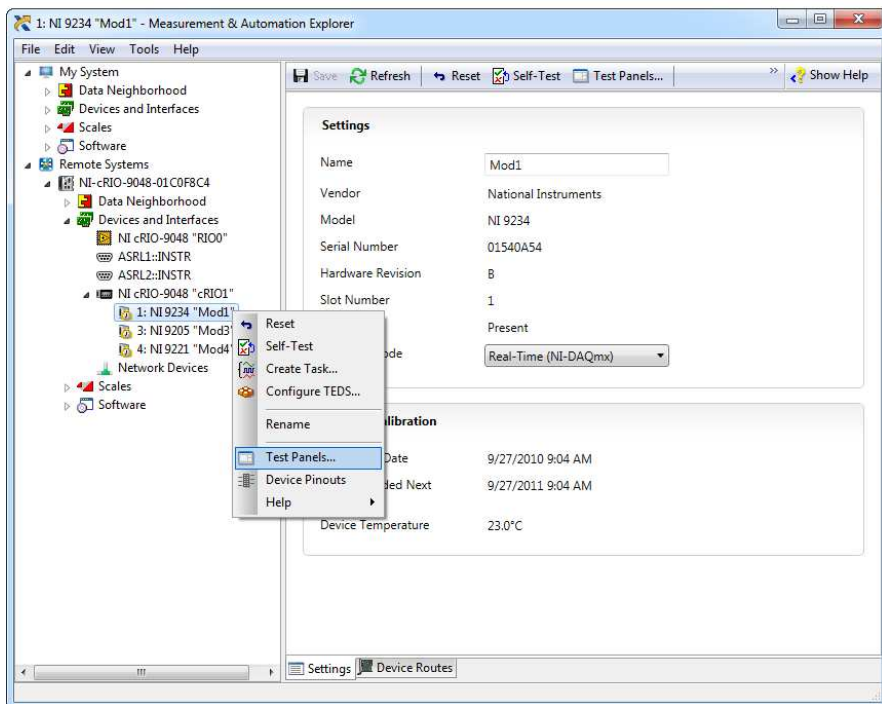 1: NI 9234 "Mod1" - Measurement & Automation Explorer
File Edit View Tools Help
My System
Data Neighborhood
Devices and Interfaces
Scales
Software
Remote Systems
NI-cRIO-9048-01C0F8C4
Data Neighborhood
Devices and Interfaces
NI cRIO-9048 "RIO0"
ASRL1::INSTR
ASRL2::INSTR
NI cRIO-9048 "cRIO1"
1: NI 9234 "Mod1"
3: NI 9205 "Mod3"
4: NI 9221 "Mod4"
Network Devices
Scales
Software
Reset
Self-Test
Create Task...
Configure TEDS...
Rename
Test Panels...
Device Pinouts
Help
Save Refresh Reset Self-Test Test Panels... » Show Help
Settings
Name Mod1
Vendor National Instruments
Model NI 9234
Serial Number 01540A54
Hardware Revision B
Slot Number 1
Present
Real-Time (NI-DAQmx)
Date 9/27/2010 9:04 AM
Next 9/27/2011 9:04 AM
Device Temperature 23.0°C
Settings Device Routes